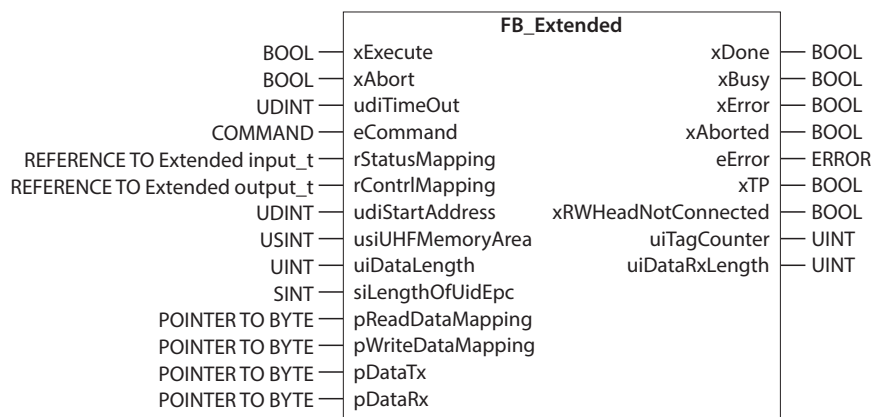 FB_Extended
BOOL xExecute xDone BOOL
BOOL xAbort xBusy BOOL
UDINT udiTimeOut xError BOOL
COMMAND eCommand xAborted BOOL
REFERENCE TO Extended input_t rStatusMapping eError ERROR
REFERENCE TO Extended output_t rContrlMapping xTP BOOL
UDINT udiStartAddress xRWHeadNotConnected BOOL
USINT usiUHFMemoryArea uiTagCounter UINT
UINT uiDataLength uiDataRxLength UINT
SINT siLengthOfUidEpc
POINTER TO BYTE pReadDataMapping
POINTER TO BYTE pWriteDataMapping
POINTER TO BYTE pDataTx
POINTER TO BYTE pDataRx